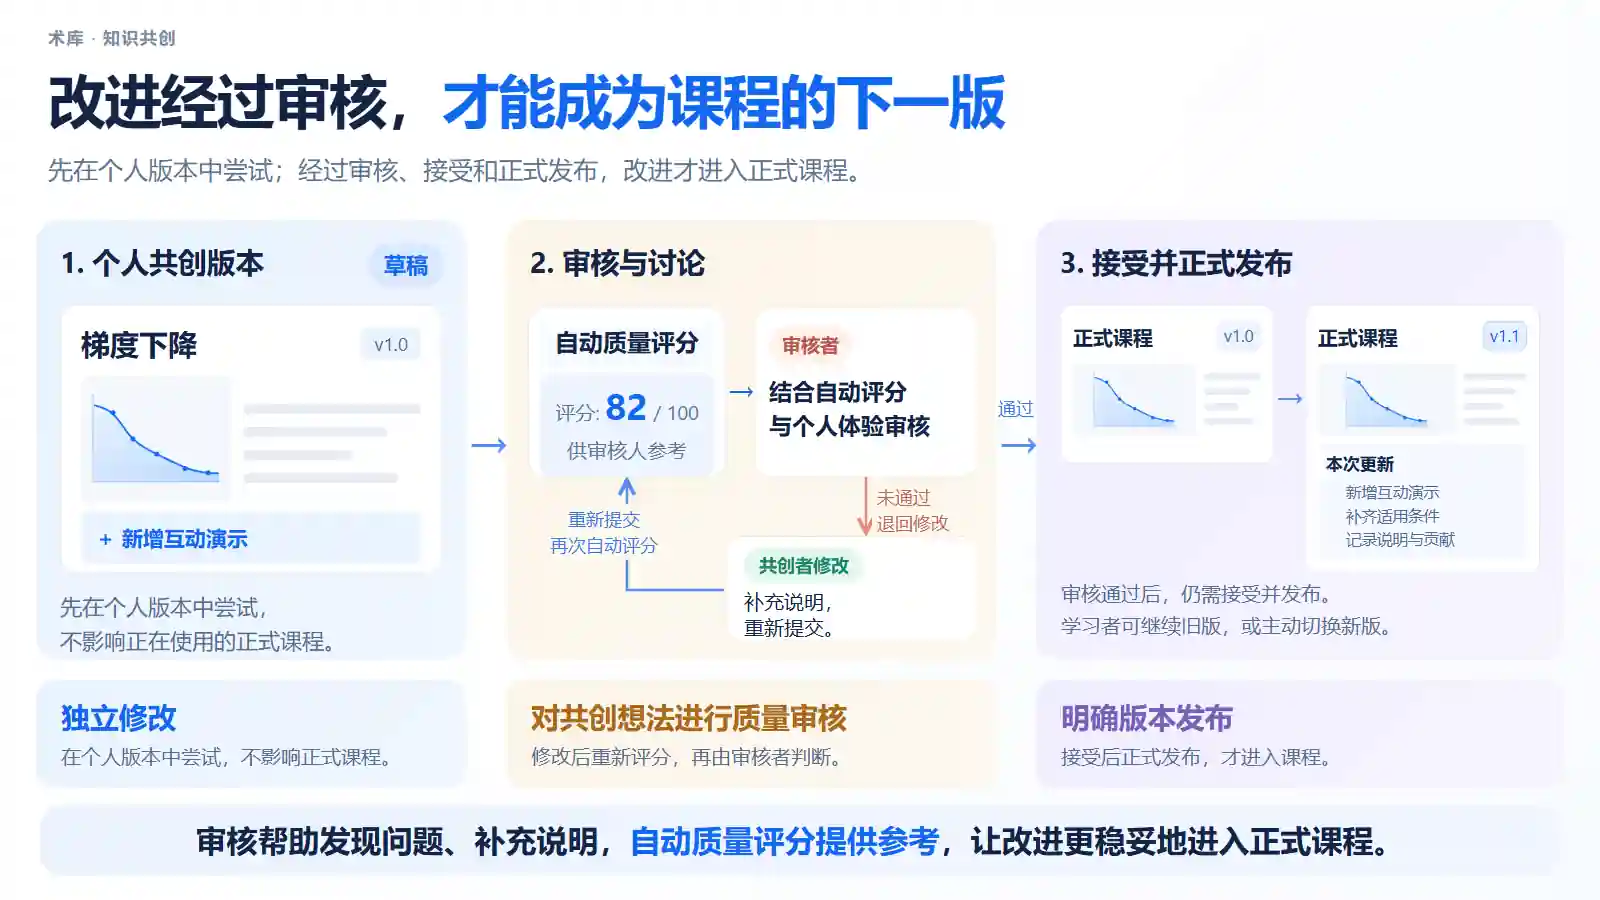 术库 · 知识共创
改进经过审核，才能成为课程的下一版
先在个人版本中尝试；经过审核、接受和正式发布，改进才进入正式课程。
1. 个人共创版本
草稿
梯度下降
v1.0
+ 新增互动演示
先在个人版本中尝试，
不影响正在使用的正式课程。
2. 审核与讨论
自动质量评分
评分: 82 / 100
供审核人参考
审核者
结合自动评分
与个人体验审核
未通过
退回修改
共创者修改
补充说明，
重新提交。
重新提交
再次自动评分
通过
3. 接受并正式发布
正式课程
v1.0
正式课程
v1.1
本次更新
新增互动演示
补齐适用条件
记录说明与贡献
审核通过后，仍需接受并发布。
学习者可继续旧版，或主动切换新版。
独立修改
在个人版本中尝试，不影响正式课程。
对共创想法进行质量审核
修改后重新评分，再由审核者判断。
明确版本发布
接受后正式发布，才进入课程。
审核帮助发现问题、补充说明，自动质量评分提供参考，让改进更稳妥地进入正式课程。